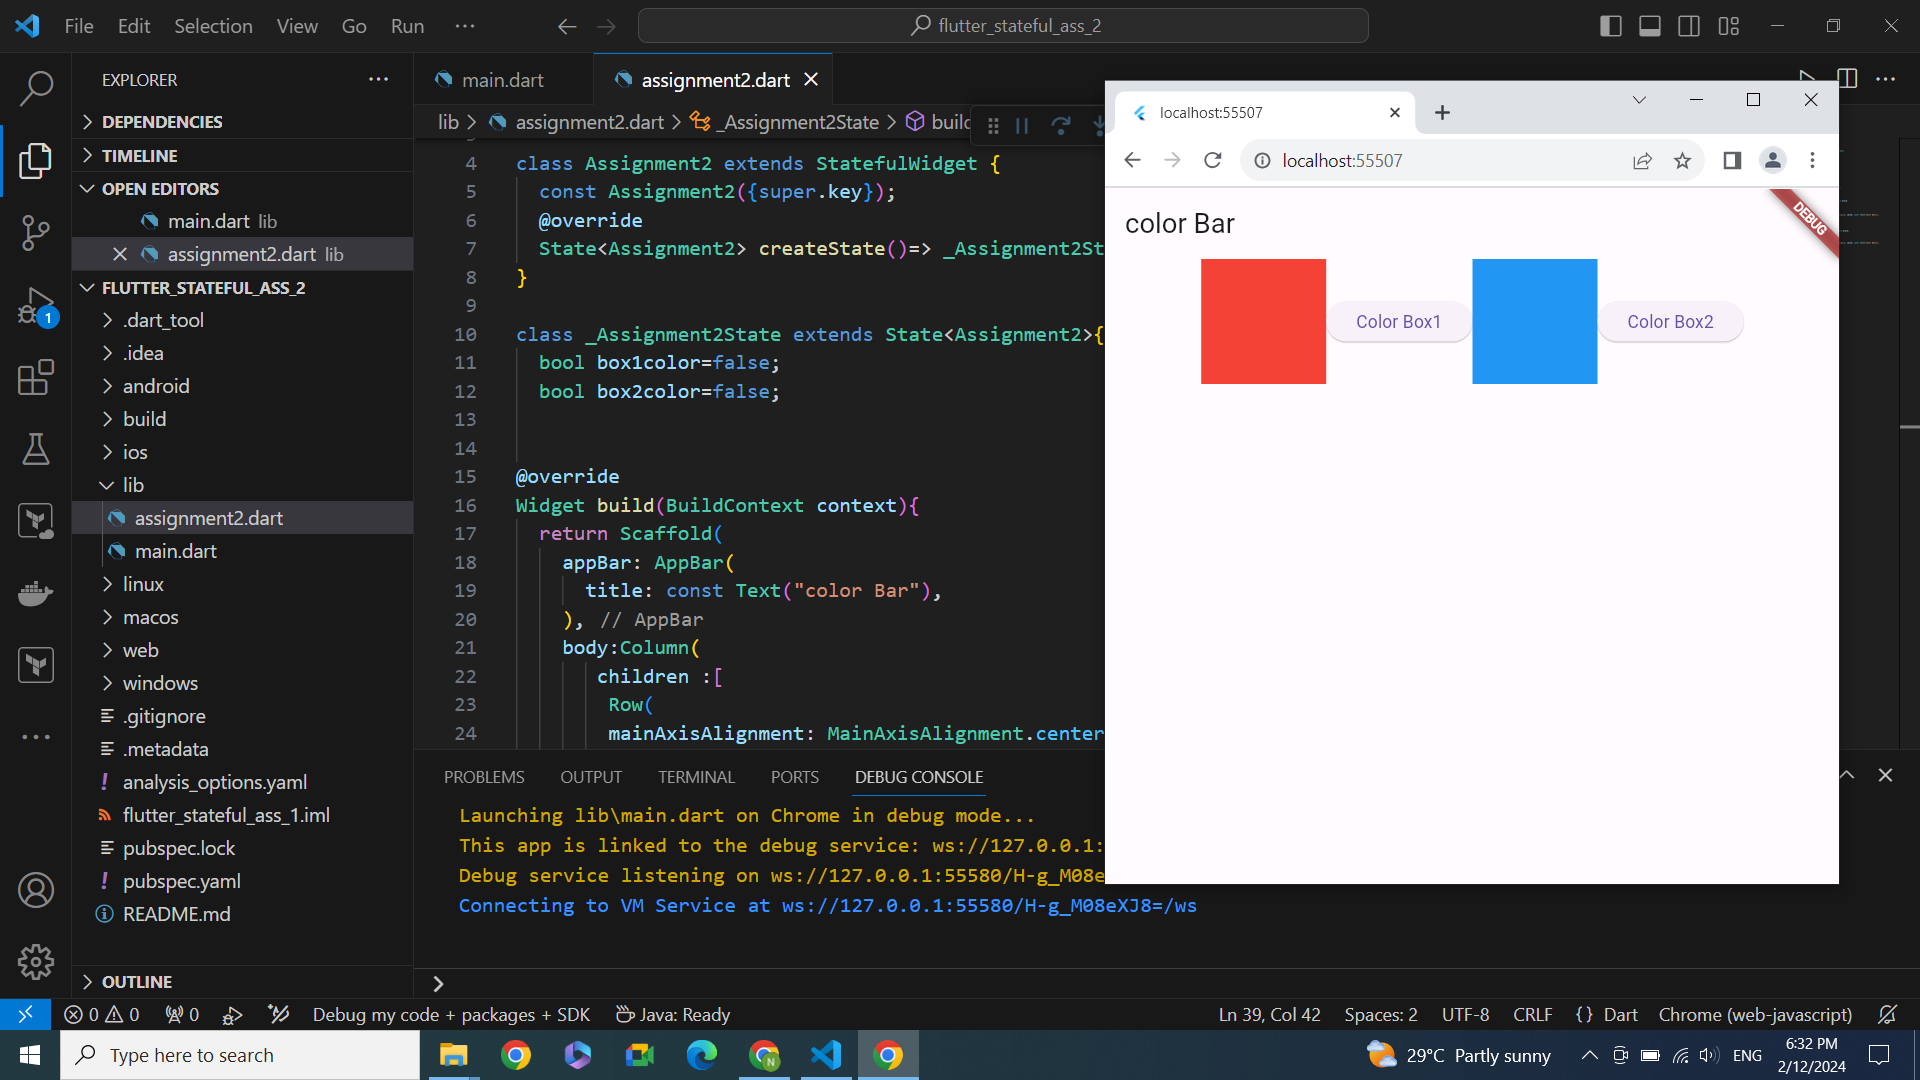 File Edit Selection View Go Run ...
flutter_stateful_ass_2
EXPLORER
DEPENDENCIES
TIMELINE
OPEN EDITORS
main.dart lib
assignment2.dart lib
FLUTTER_STATEFUL_ASS_2
.dart_tool
.idea
android
build
ios
lib
assignment2.dart
main.dart
linux
macos
web
windows
.gitignore
.metadata
analysis_options.yaml
flutter_stateful_ass_1.iml
pubspec.lock
pubspec.yaml
README.md
OUTLINE
1
main.dart assignment2.dart
lib > assignment2.dart > _Assignment2State > build
4 class Assignment2 extends StatefulWidget {
5 const Assignment2({super.key});
6 @override
7 State<Assignment2> createState()=> _Assignment2St
8 }
9
10 class _Assignment2State extends State<Assignment2>{
11 bool box1color=false;
12 bool box2color=false;
13
14
15 @override
16 Widget build(BuildContext context){
17 return Scaffold(
18 appBar: AppBar(
19 title: const Text("color Bar"),
20 ), // AppBar
21 body:Column(
22 children :[
23 Row(
24 mainAxisAlignment: MainAxisAlignment.center
PROBLEMS OUTPUT TERMINAL PORTS DEBUG CONSOLE
Launching lib\main.dart on Chrome in debug mode...
This app is linked to the debug service: ws://127.0.0.1:
Debug service listening on ws://127.0.0.1:55580/H-g_M08e
Connecting to VM Service at ws://127.0.0.1:55580/H-g_M08eXJ8=/ws
localhost:55507
localhost:55507
DEBUG
color Bar
Color Box1
Color Box2
0 0 0 Debug my code + packages + SDK Java: Ready
Ln 39, Col 42 Spaces: 2 UTF-8 CRLF {} Dart Chrome (web-javascript)
Type here to search
N
29°C Partly sunny
ENG
6:32 PM
2/12/2024